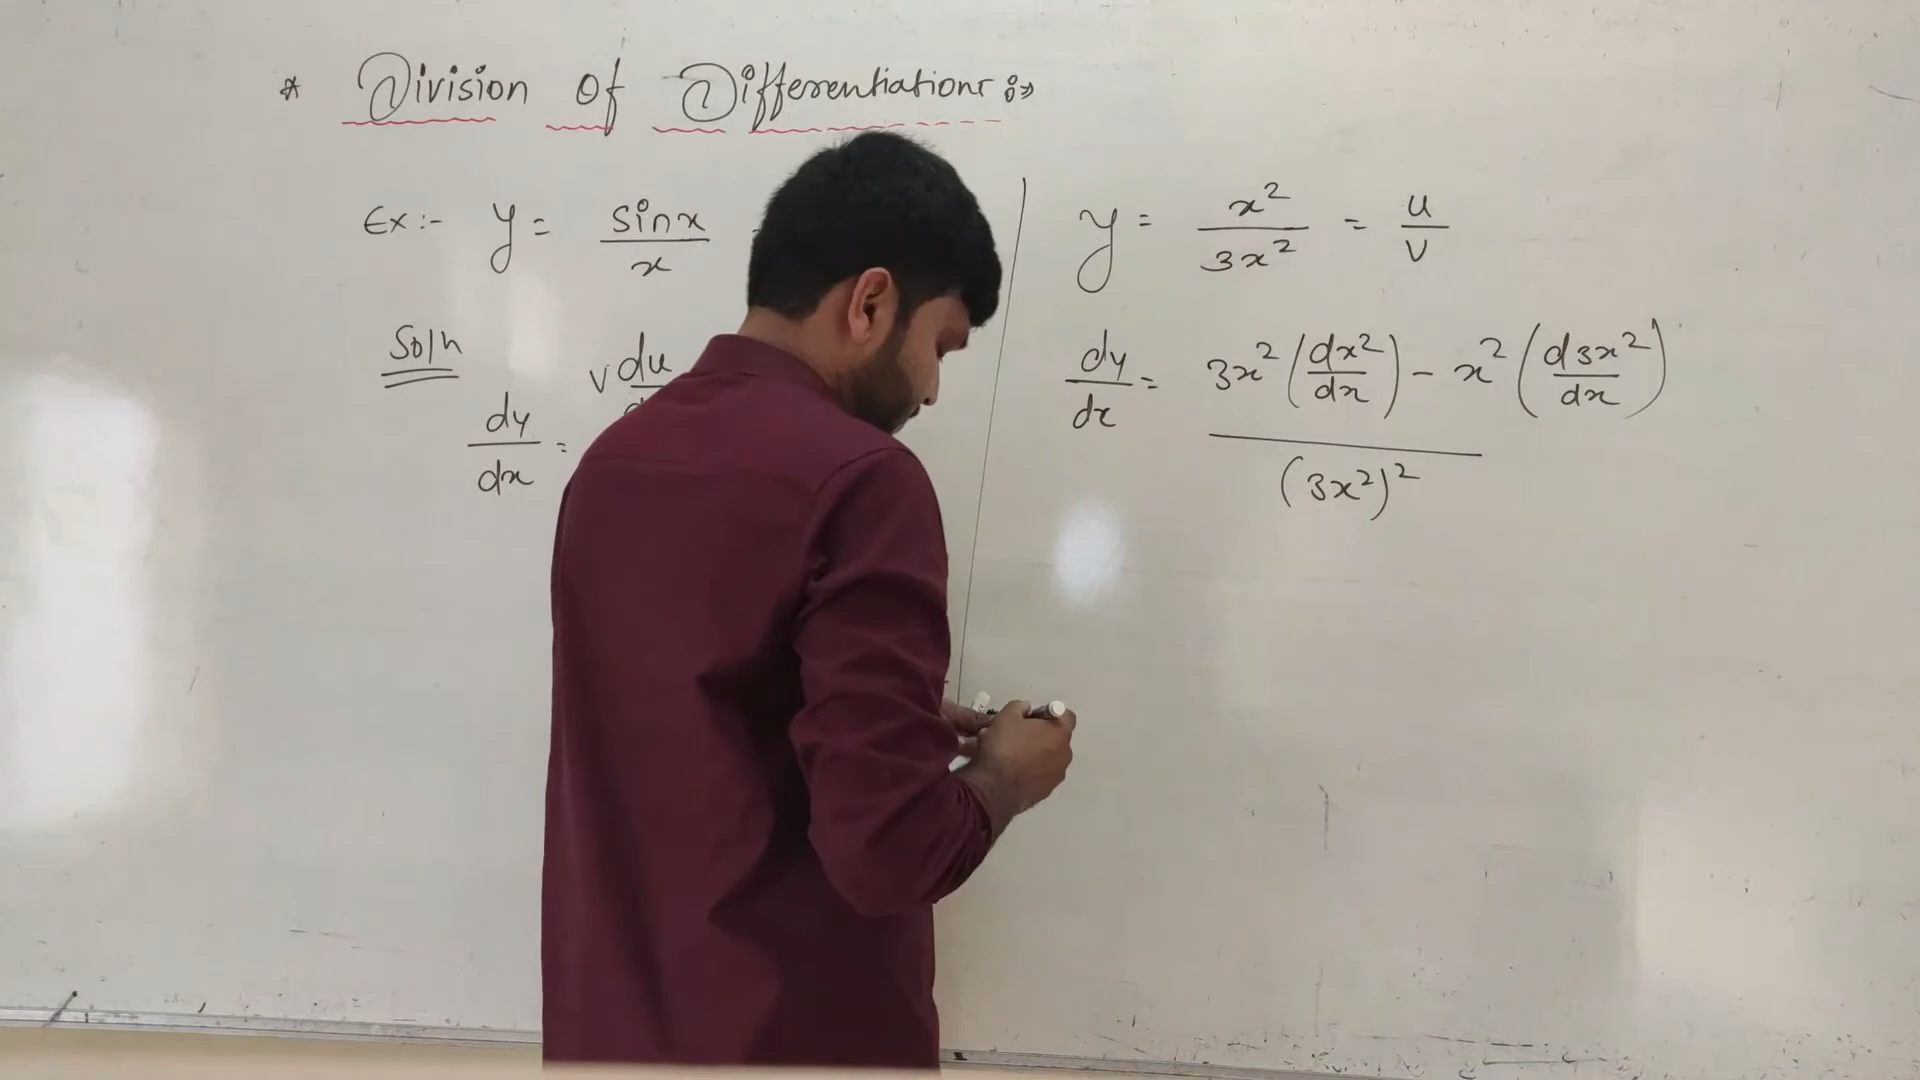 * Division of Differentiation :⇒
Ex :- y = sinx / x
Soln
v du
dy / dx =
y = x² / 3x² = u / v
dy / dx = 3x² (dx² / dx) - x² (d3x² / dx) / (3x²)²